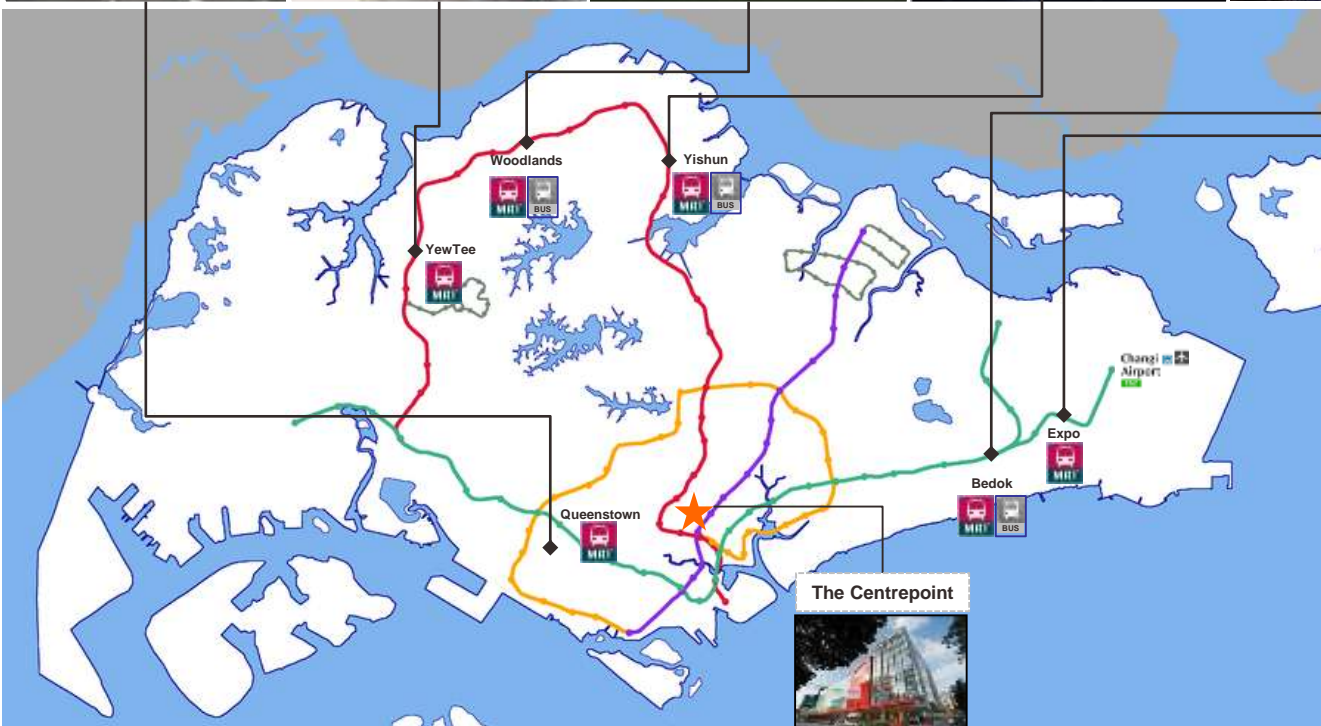 Woodlands
MRT
BUS
Yishun
MRT
BUS
YewTee
MRT
Changi
Airport
Expo
MRT
Bedok
MRT
BUS
Queenstown
MRT
The Centrepoint